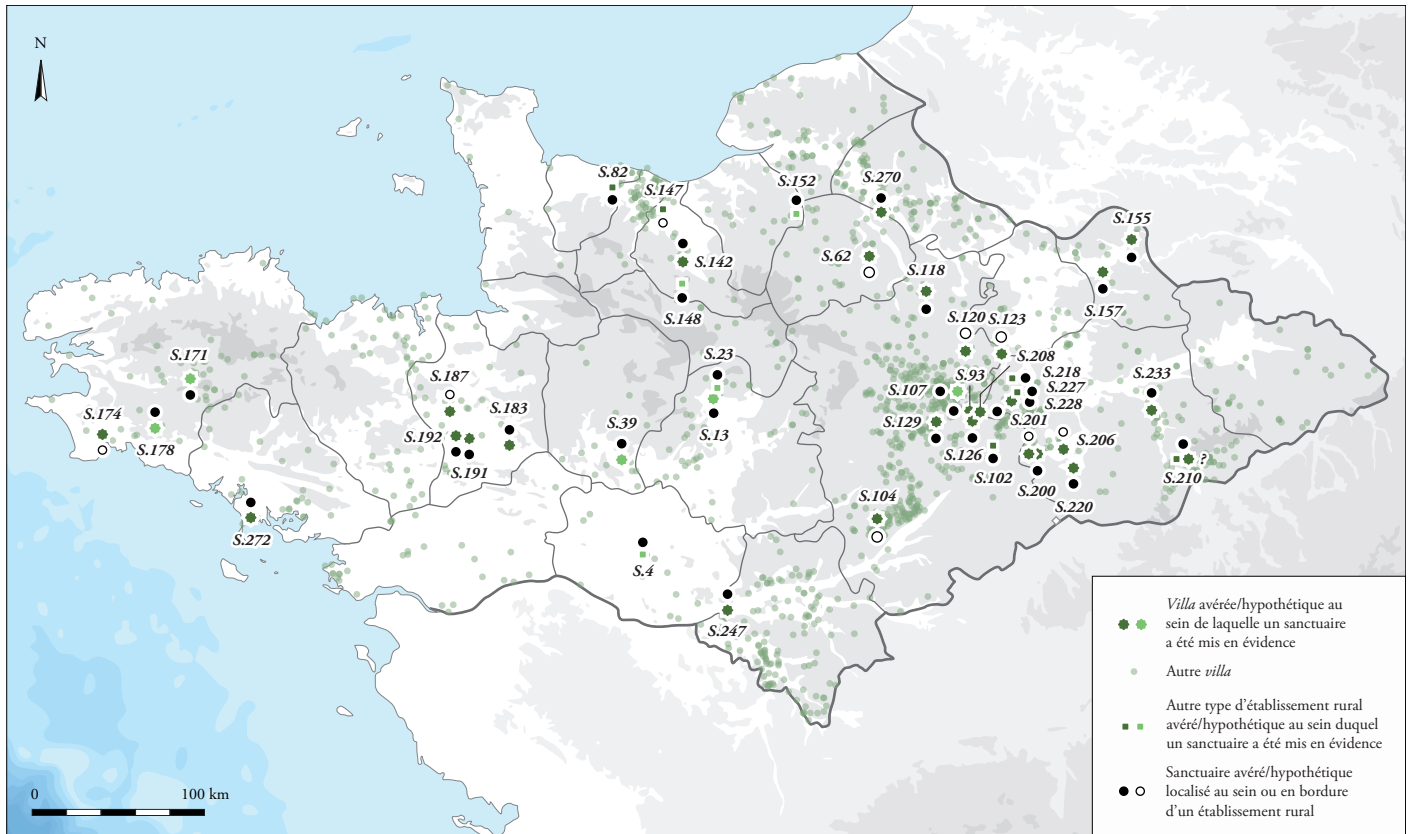 N
S.82
S.147
S.152
S.270
S.155
S.142
S.62
S.118
S.157
S.148
S.120 S.123
S.171
S.23
S.208
S.187
S.93
S.218
S.233
S.107
S.227
S.174
S.183
S.228
S.39
S.129
S.201
S.192
S.13
S.206
S.178
S.126
?
S.191
S.102
S.210
S.200
S.104
S.220
S.272
S.4
S.247
Villa avérée/hypothétique au
sein de laquelle un sanctuaire
a été mis en évidence
Autre villa
Autre type d’établissement rural
avéré/hypothétique au sein duquel
un sanctuaire a été mis en évidence
Sanctuaire avéré/hypothétique
localisé au sein ou en bordure
d’un établissement rural
0 100 km